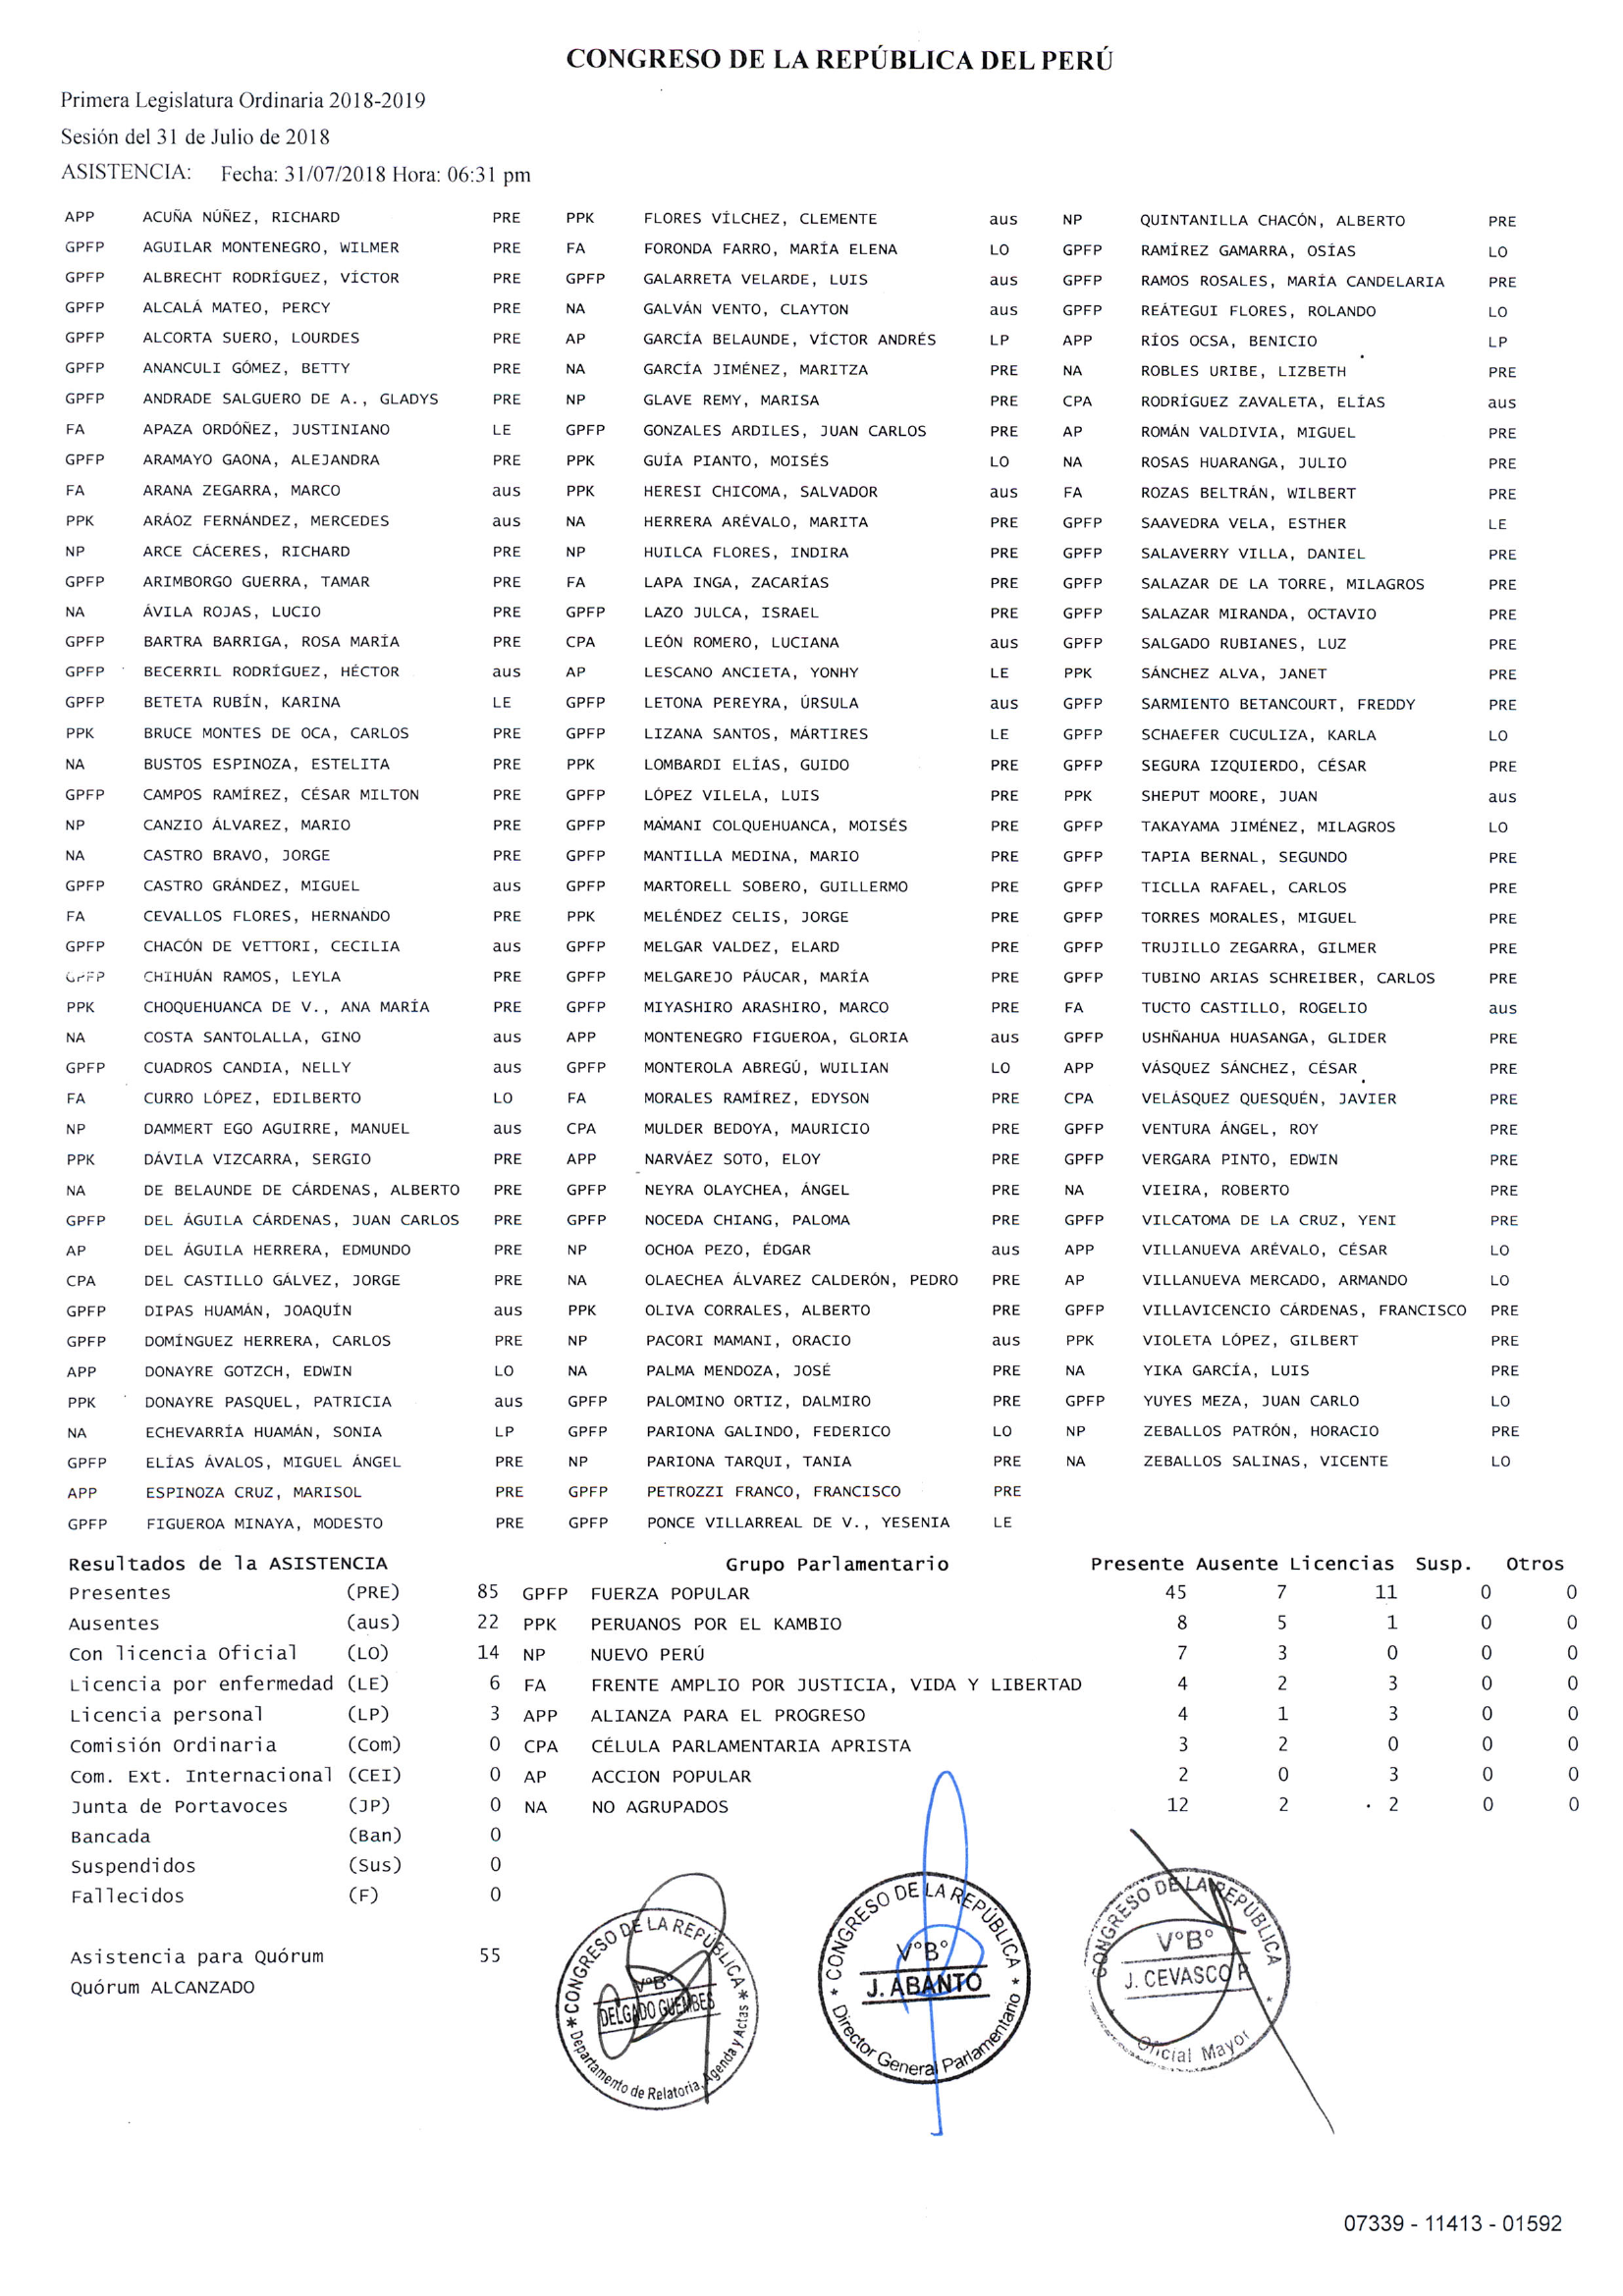 CONGRESO DE LA REPÚBLICA DEL PERÚ
Primera Legislatura Ordinaria 2018-2019
Sesión del 31 de Julio de 2018
ASISTENCIA: Fecha: 31/07/2018 Hora: 06:31 pm
APP ACUÑA NÚÑEZ, RICHARD PRE PPK FLORES VÍLCHEZ, CLEMENTE aus NP QUINTANILLA CHACÓN, ALBERTO PRE
GPFP AGUILAR MONTENEGRO, WILMER PRE FA FORONDA FARRO, MARÍA ELENA LO GPFP RAMÍREZ GAMARRA, OSÍAS LO
GPFP ALBRECHT RODRÍGUEZ, VÍCTOR PRE GPFP GALARRETA VELARDE, LUIS aus GPFP RAMOS ROSALES, MARÍA CANDELARIA PRE
GPFP ALCALÁ MATEO, PERCY PRE NA GALVÁN VENTO, CLAYTON aus GPFP REÁTEGUI FLORES, ROLANDO LO
GPFP ALCORTA SUERO, LOURDES PRE AP GARCÍA BELAUNDE, VÍCTOR ANDRÉS LP APP RÍOS OCSA, BENICIO LP
GPFP ANANCULI GÓMEZ, BETTY PRE NA GARCÍA JIMÉNEZ, MARITZA PRE NA ROBLES URIBE, LIZBETH PRE
GPFP ANDRADE SALGUERO DE A., GLADYS PRE NP GLAVE REMY, MARISA PRE CPA RODRÍGUEZ ZAVALETA, ELÍAS aus
FA APAZA ORDÓÑEZ, JUSTINIANO LE GPFP GONZALES ARDILES, JUAN CARLOS PRE AP ROMÁN VALDIVIA, MIGUEL PRE
GPFP ARAMAYO GAONA, ALEJANDRA PRE PPK GUÍA PIANTO, MOISÉS LO NA ROSAS HUARANGA, JULIO PRE
FA ARANA ZEGARRA, MARCO aus PPK HERESI CHICOMA, SALVADOR aus FA ROZAS BELTRÁN, WILBERT PRE
PPK ARÁOZ FERNÁNDEZ, MERCEDES aus NA HERRERA ARÉVALO, MARITA PRE GPFP SAAVEDRA VELA, ESTHER LE
NP ARCE CÁCERES, RICHARD PRE NP HUILCA FLORES, INDIRA PRE GPFP SALAVERRY VILLA, DANIEL PRE
GPFP ARIMBORGO GUERRA, TAMAR PRE FA LAPA INGA, ZACARÍAS PRE GPFP SALAZAR DE LA TORRE, MILAGROS PRE
NA ÁVILA ROJAS, LUCIO PRE GPFP LAZO JULCA, ISRAEL PRE GPFP SALAZAR MIRANDA, OCTAVIO PRE
GPFP BARTRA BARRIGA, ROSA MARÍA PRE CPA LEÓN ROMERO, LUCIANA aus GPFP SALGADO RUBIANES, LUZ PRE
GPFP BECERRIL RODRÍGUEZ, HÉCTOR aus AP LESCANO ANCIETA, YONHY LE PPK SÁNCHEZ ALVA, JANET PRE
GPFP BETETA RUBÍN, KARINA LE GPFP LETONA PEREYRA, ÚRSULA aus GPFP SARMIENTO BETANCOURT, FREDDY PRE
PPK BRUCE MONTES DE OCA, CARLOS PRE GPFP LIZANA SANTOS, MÁRTIRES LE GPFP SCHAEFER CUCULIZA, KARLA LO
NA BUSTOS ESPINOZA, ESTELITA PRE PPK LOMBARDI ELÍAS, GUIDO PRE GPFP SEGURA IZQUIERDO, CÉSAR PRE
GPFP CAMPOS RAMÍREZ, CÉSAR MILTON PRE GPFP LÓPEZ VILELA, LUIS PRE PPK SHEPUT MOORE, JUAN aus
NP CANZIO ÁLVAREZ, MARIO PRE GPFP MAMANI COLQUEHUANCA, MOISÉS PRE GPFP TAKAYAMA JIMÉNEZ, MILAGROS LO
NA CASTRO BRAVO, JORGE PRE GPFP MANTILLA MEDINA, MARIO PRE GPFP TAPIA BERNAL, SEGUNDO PRE
GPFP CASTRO GRÁNDEZ, MIGUEL aus GPFP MARTORELL SOBERO, GUILLERMO PRE GPFP TICLLA RAFAEL, CARLOS PRE
FA CEVALLOS FLORES, HERNANDO PRE PPK MELÉNDEZ CELIS, JORGE PRE GPFP TORRES MORALES, MIGUEL PRE
GPFP CHACÓN DE VETTORI, CECILIA aus GPFP MELGAR VALDEZ, ELARD PRE GPFP TRUJILLO ZEGARRA, GILMER PRE
GPFP CHIHUÁN RAMOS, LEYLA PRE GPFP MELGAREJO PÁUCAR, MARÍA PRE GPFP TUBINO ARIAS SCHREIBER, CARLOS PRE
PPK CHOQUEHUANCA DE V., ANA MARÍA PRE GPFP MIYASHIRO ARASHIRO, MARCO PRE FA TUCTO CASTILLO, ROGELIO aus
NA COSTA SANTOLALLA, GINO aus APP MONTENEGRO FIGUEROA, GLORIA aus GPFP USHÑAHUA HUASANGA, GLIDER PRE
GPFP CUADROS CANDIA, NELLY aus GPFP MONTEROLA ABREGÚ, WUILIAN LO APP VÁSQUEZ SÁNCHEZ, CÉSAR PRE
FA CURRO LÓPEZ, EDILBERTO LO FA MORALES RAMÍREZ, EDYSON PRE CPA VELÁSQUEZ QUESQUÉN, JAVIER PRE
NP DAMMERT EGO AGUIRRE, MANUEL aus CPA MULDER BEDOYA, MAURICIO PRE GPFP VENTURA ÁNGEL, ROY PRE
PPK DÁVILA VIZCARRA, SERGIO PRE APP NARVÁEZ SOTO, ELOY PRE GPFP VERGARA PINTO, EDWIN PRE
NA DE BELAUNDE DE CÁRDENAS, ALBERTO PRE GPFP NEYRA OLAYCHEA, ÁNGEL PRE NA VIEIRA, ROBERTO PRE
GPFP DEL ÁGUILA CÁRDENAS, JUAN CARLOS PRE GPFP NOCEDA CHIANG, PALOMA PRE GPFP VILCATOMA DE LA CRUZ, YENI PRE
AP DEL ÁGUILA HERRERA, EDMUNDO PRE NP OCHOA PEZO, ÉDGAR aus APP VILLANUEVA ARÉVALO, CÉSAR LO
CPA DEL CASTILLO GÁLVEZ, JORGE PRE NA OLAECHEA ÁLVAREZ CALDERÓN, PEDRO PRE AP VILLANUEVA MERCADO, ARMANDO LO
GPFP DIPAS HUAMÁN, JOAQUÍN aus PPK OLIVA CORRALES, ALBERTO PRE GPFP VILLAVICENCIO CÁRDENAS, FRANCISCO PRE
GPFP DOMÍNGUEZ HERRERA, CARLOS PRE NP PACORI MAMANI, ORACIO aus PPK VIOLETA LÓPEZ, GILBERT PRE
APP DONAYRE GOTZCH, EDWIN LO NA PALMA MENDOZA, JOSÉ PRE NA YIKA GARCÍA, LUIS PRE
PPK DONAYRE PASQUEL, PATRICIA aus GPFP PALOMINO ORTIZ, DALMIRO PRE GPFP YUYES MEZA, JUAN CARLO LO
NA ECHEVARRÍA HUAMÁN, SONIA LP GPFP PARIONA GALINDO, FEDERICO LO NP ZEBALLOS PATRÓN, HORACIO PRE
GPFP ELÍAS ÁVALOS, MIGUEL ÁNGEL PRE NP PARIONA TARQUI, TANIA PRE NA ZEBALLOS SALINAS, VICENTE LO
APP ESPINOZA CRUZ, MARISOL PRE GPFP PETROZZI FRANCO, FRANCISCO PRE
GPFP FIGUEROA MINAYA, MODESTO PRE GPFP PONCE VILLARREAL DE V., YESENIA LE
Resultados de la ASISTENCIA Grupo Parlamentario Presente Ausente Licencias Susp. Otros
Presentes (PRE) 85 GPFP FUERZA POPULAR 45 7 11 0 0
Ausentes (aus) 22 PPK PERUANOS POR EL KAMBIO 8 5 1 0 0
Con licencia Oficial (LO) 14 NP NUEVO PERÚ 7 3 0 0 0
Licencia por enfermedad (LE) 6 FA FRENTE AMPLIO POR JUSTICIA, VIDA Y LIBERTAD 4 2 3 0 0
Licencia personal (LP) 3 APP ALIANZA PARA EL PROGRESO 4 1 3 0 0
Comisión Ordinaria (Com) 0 CPA CÉLULA PARLAMENTARIA APRISTA 3 2 0 0 0
Com. Ext. Internacional (CEI) 0 AP ACCION POPULAR 2 0 3 0 0
Junta de Portavoces (JP) 0 NA NO AGRUPADOS 12 2 2 0 0
Bancada (Ban) 0
Suspendidos (Sus) 0
Fallecidos (F) 0
Asistencia para Quórum 55
Quórum ALCANZADO
CONGRESO DE LA REPÚBLICA
V°B°
DELGADO GUEMBES
Departamento de Relatoria, Agenda y Actas
CONGRESO DE LA REPÚBLICA
V°B°
J. ABANTO
Director General Parlamentario
CONGRESO DE LA REPÚBLICA
V°B°
J. CEVASCO P.
Oficial Mayor
07339 - 11413 - 01592